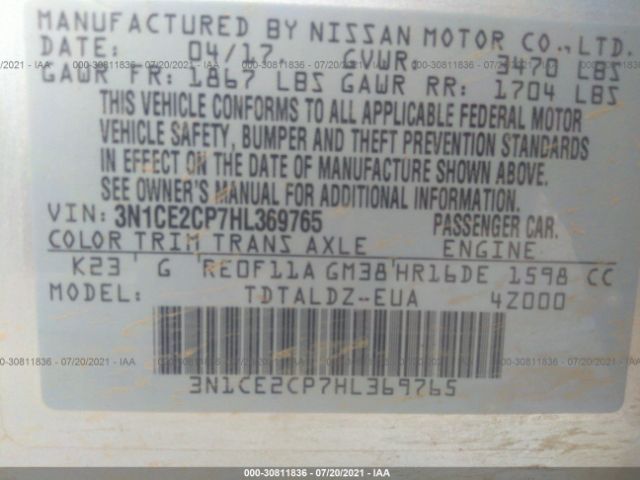 MANUFACTURED BY NISSAN MOTOR CO.,LTD.
DATE: 04/17 GVWR: 3470 LBS
GAWR FR: 1867 LBS GAWR RR: 1704 LBS
THIS VEHICLE CONFORMS TO ALL APPLICABLE FEDERAL MOTOR
VEHICLE SAFETY, BUMPER AND THEFT PREVENTION STANDARDS
IN EFFECT ON THE DATE OF MANUFACTURE SHOWN ABOVE.
SEE OWNER'S MANUAL FOR ADDITIONAL INFORMATION.
VIN: 3N1CE2CP7HL369765 PASSENGER CAR.
COLOR TRIM TRANS AXLE ENGINE
K23 G RE0F11A GM38 HR16DE 1598 CC
MODEL: TDTALDZ-EUA 4Z000
3N1CE2CP7HL369765
000-30811836 - 07/20/2021 - IAA